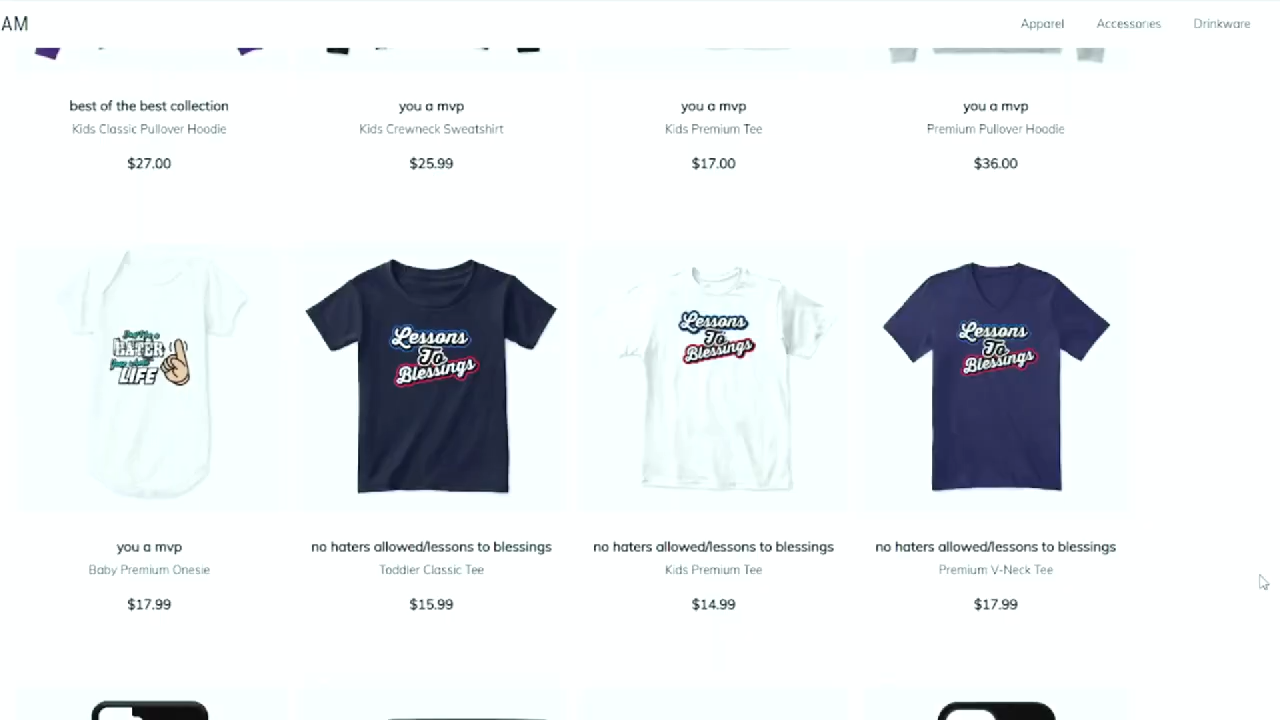 AM
Apparel
Accessories
Drinkware
best of the best collection
Kids Classic Pullover Hoodie
$27.00
you a mvp
Kids Crewneck Sweatshirt
$25.99
you a mvp
Kids Premium Tee
$17.00
you a mvp
Premium Pullover Hoodie
$36.00
HATER
LIFE
you a mvp
Baby Premium Onesie
$17.99
Lessons
To
Blessings
no haters allowed/lessons to blessings
Toddler Classic Tee
$15.99
Lessons
To
Blessings
no haters allowed/lessons to blessings
Kids Premium Tee
$14.99
Lessons
To
Blessings
no haters allowed/lessons to blessings
Premium V-Neck Tee
$17.99